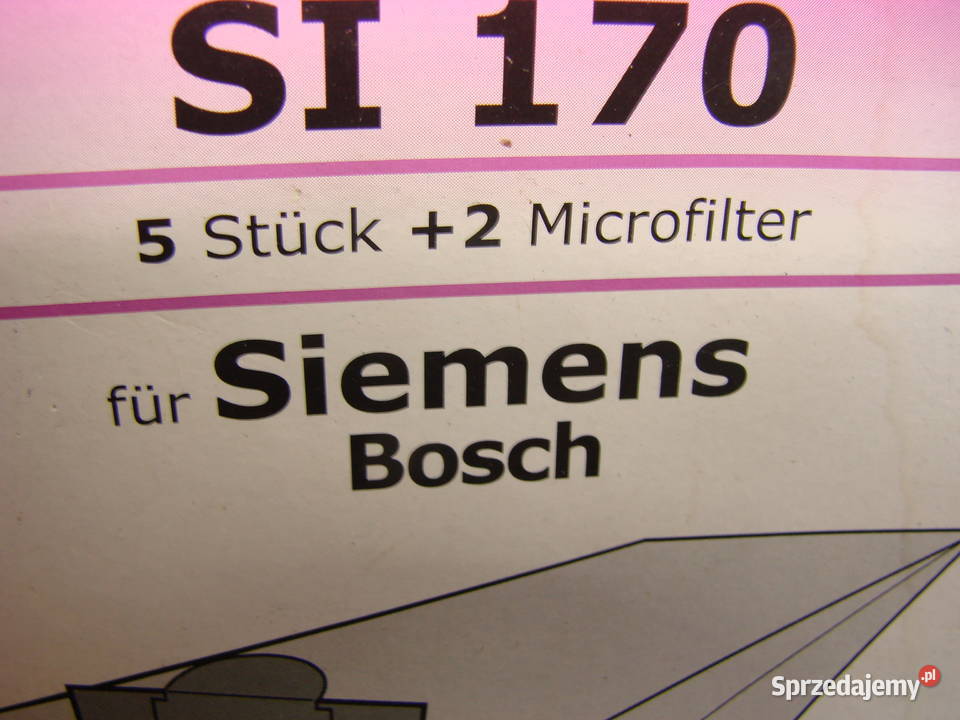 SI 170
5 Stück +2 Microfilter
für Siemens
Bosch
Sprzedajemy.pl